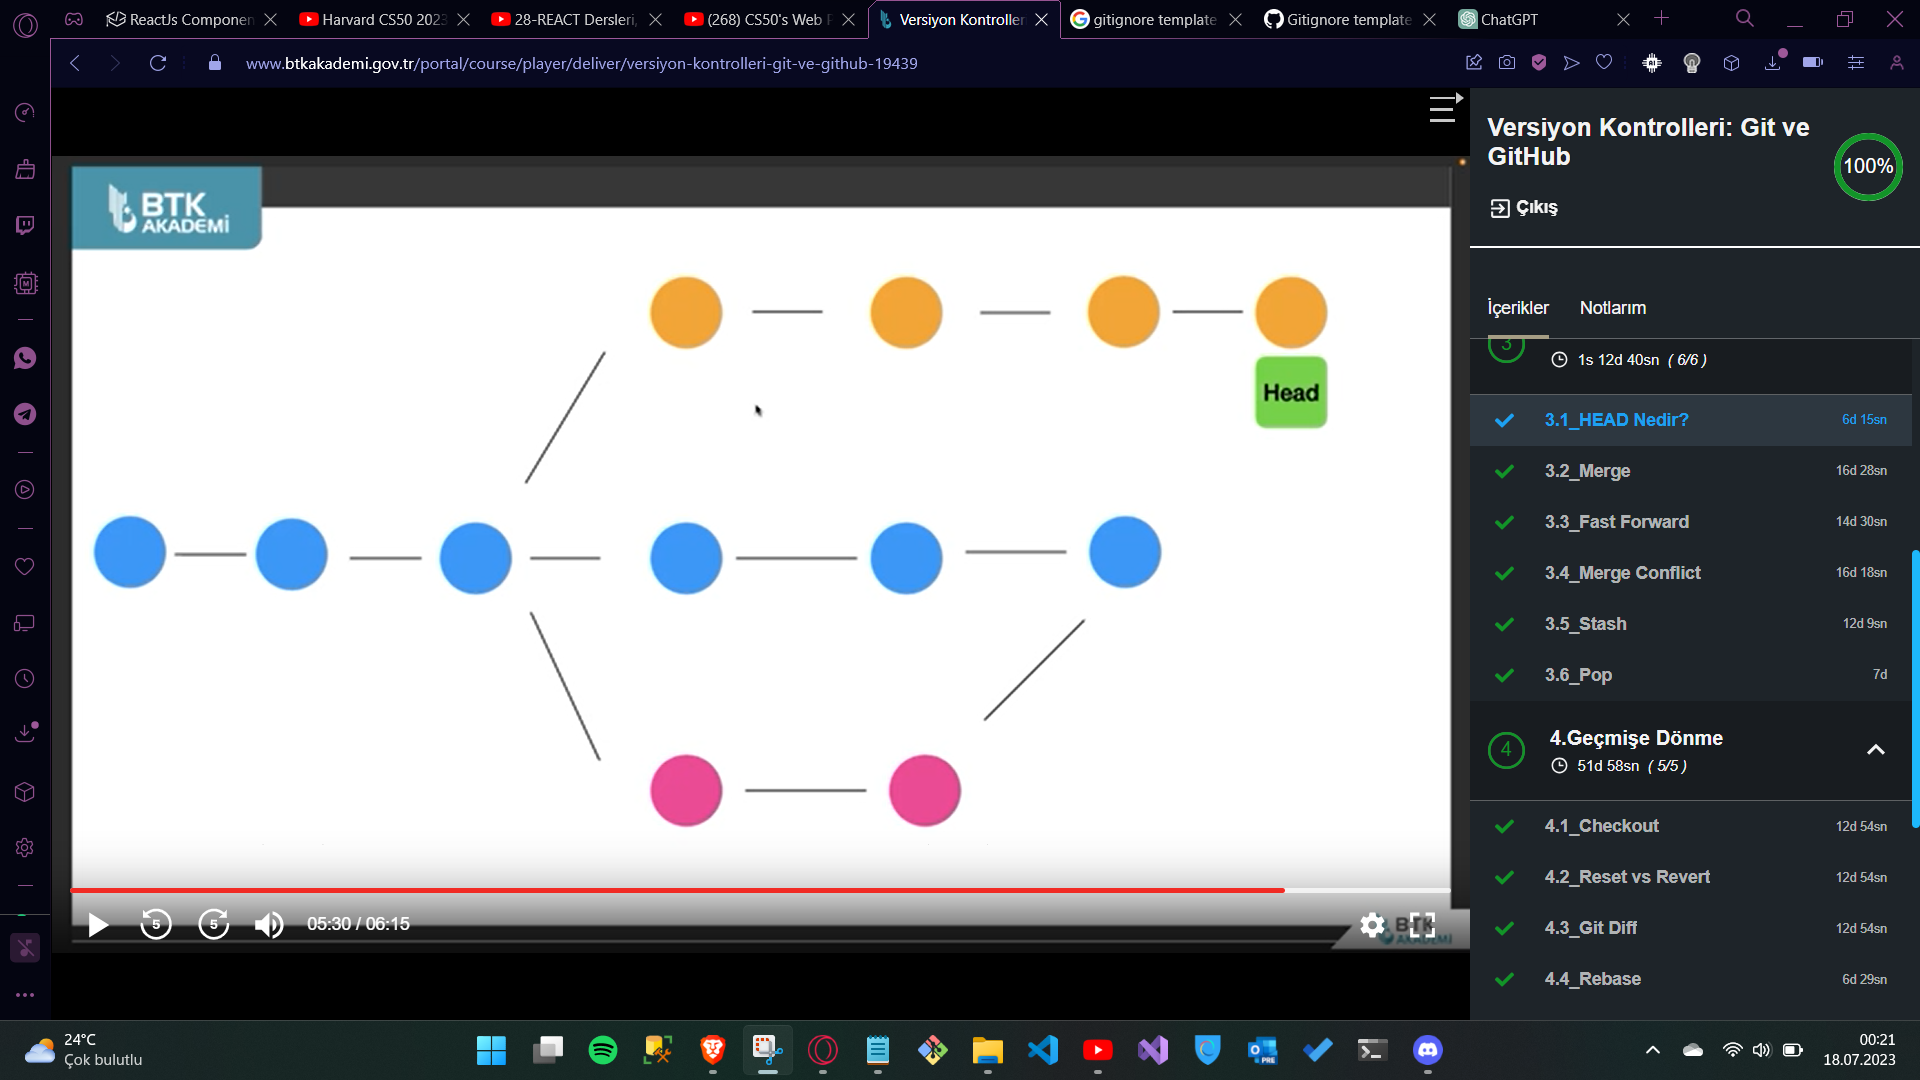 ReactJs Componen
Harvard CS50 2023
28-REACT Dersleri,
(268) CS50's Web P
Versiyon Kontroller
gitignore template
Gitignore template
ChatGPT
www.btkakademi.gov.tr/portal/course/player/deliver/versiyon-kontrolleri-git-ve-github-19439
BTK
AKADEMİ
Head
05:30 / 06:15
BTK
AKADEMİ
Versiyon Kontrolleri: Git ve
GitHub
100%
Çıkış
İçerikler
Notlarım
3
1s 12d 40sn ( 6/6 )
3.1_HEAD Nedir? 6d 15sn
3.2_Merge 16d 28sn
3.3_Fast Forward 14d 30sn
3.4_Merge Conflict 16d 18sn
3.5_Stash 12d 9sn
3.6_Pop 7d
4
4.Geçmişe Dönme
51d 58sn ( 5/5 )
4.1_Checkout 12d 54sn
4.2_Reset vs Revert 12d 54sn
4.3_Git Diff 12d 54sn
4.4_Rebase 6d 29sn
24°C
Çok bulutlu
PRE
00:21
18.07.2023